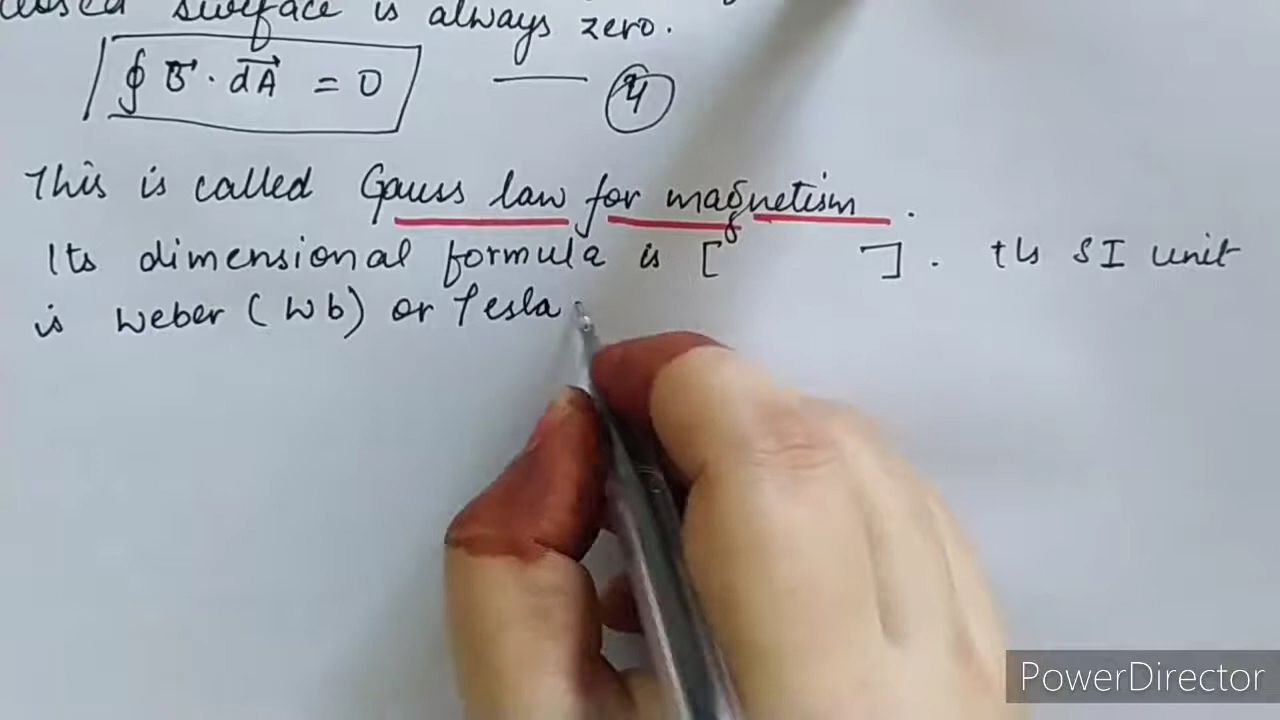 closed surface is always zero.
∮ B⃗ · dA⃗ = 0 —— (4)
This is called Gauss law for magnetism.
Its dimensional formula is [ ]. Its SI unit
is Weber (Wb) or Tesla
PowerDirector